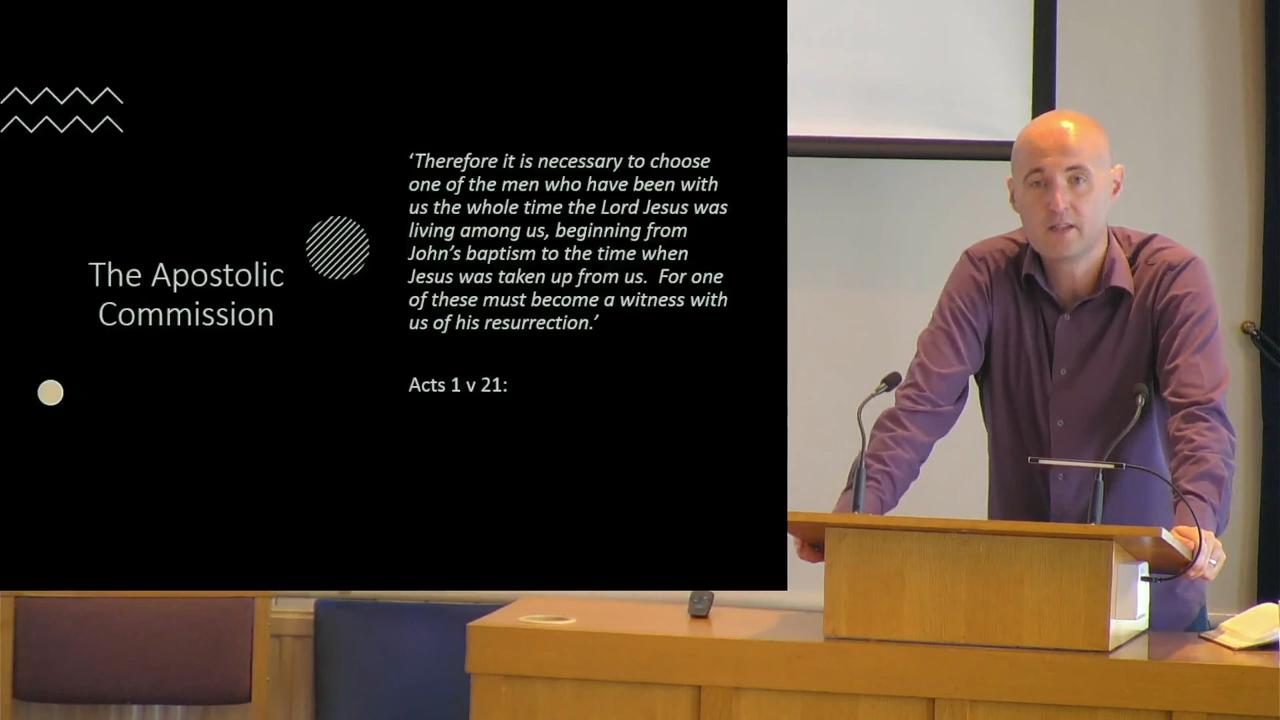 The Apostolic
Commission
‘Therefore it is necessary to choose
one of the men who have been with
us the whole time the Lord Jesus was
living among us, beginning from
John’s baptism to the time when
Jesus was taken up from us.  For one
of these must become a witness with
us of his resurrection.’
Acts 1 v 21: